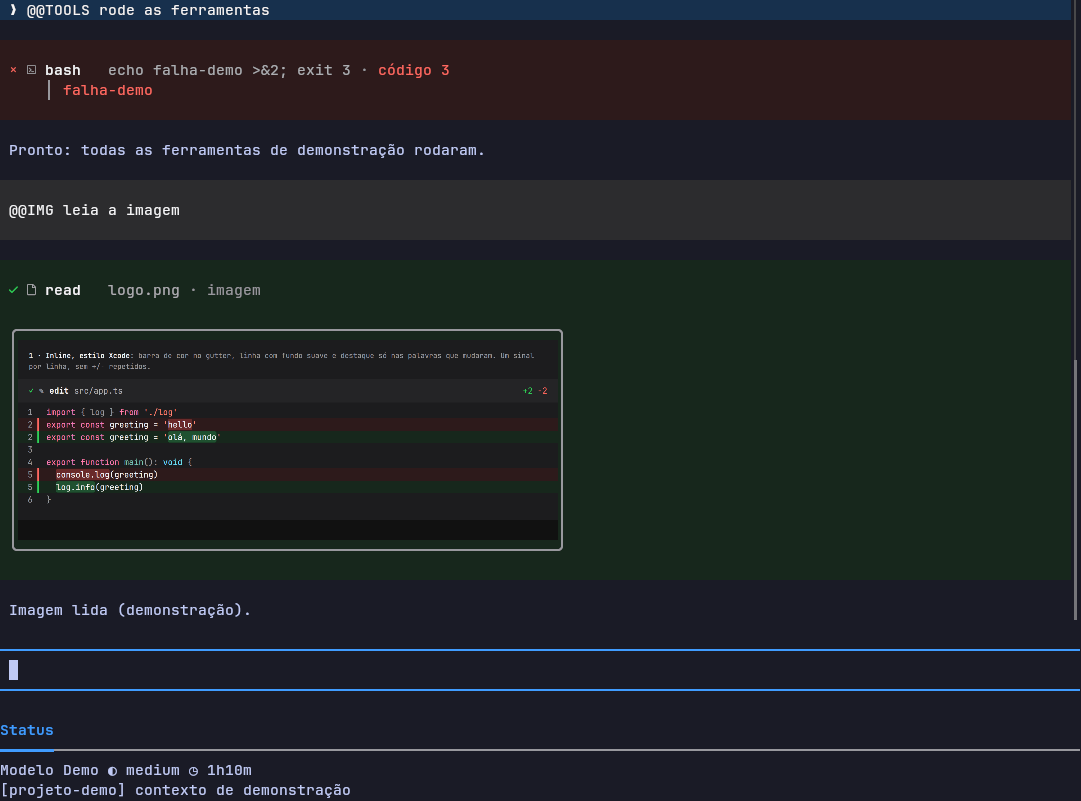 ❫ @@TOOLS rode as ferramentas
× bash echo falha-demo >&2; exit 3 · código 3
falha-demo
Pronto: todas as ferramentas de demonstração rodaram.
@@IMG leia a imagem
✓ read logo.png · imagem
1 · Inline, estilo Xcode: barra de cor no gutter, linha com fundo suave e destaque só nas palavras que mudaram. Um sinal
por linha, sem +/ repetidos.
✓ ✎ edit src/app.ts +2 -2
1 import { log } from './log'
2 export const greeting = 'hello'
2 export const greeting = 'olá, mundo'
3
4 export function main(): void {
5 console.log(greeting)
5 log.info(greeting)
6 }
Imagem lida (demonstração).
Status
Modelo Demo ◐ medium ◷ 1h10m
[projeto-demo] contexto de demonstração